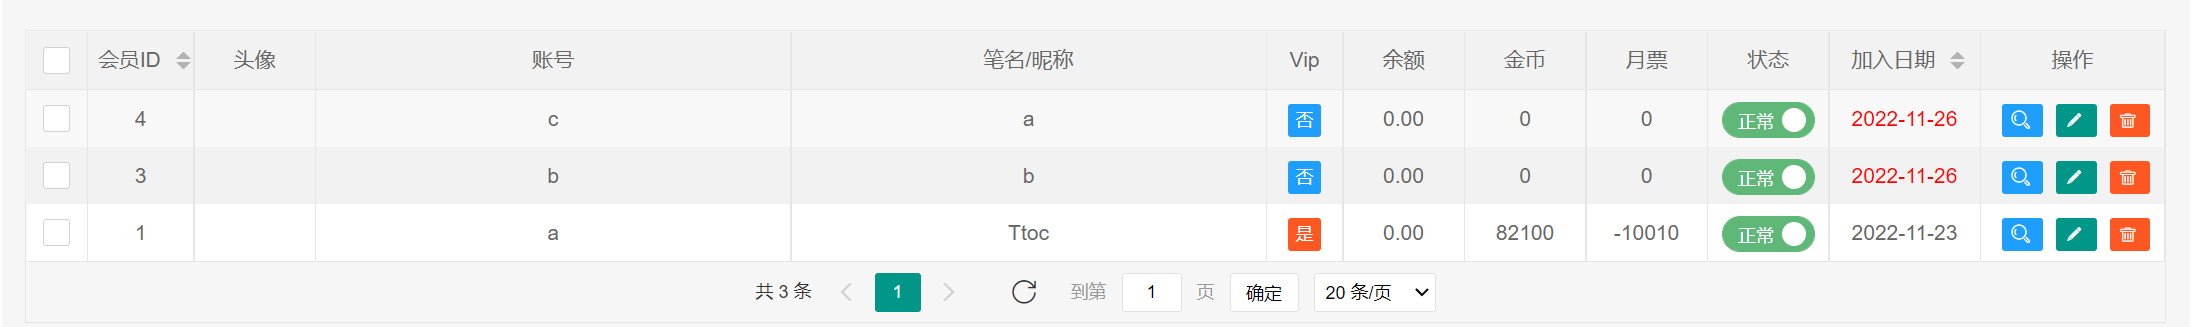 会员ID 头像 账号 笔名/昵称 Vip 余额 金币 月票 状态 加入日期 操作
4 c a 否 0.00 0 0 正常 2022-11-26
3 b b 否 0.00 0 0 正常 2022-11-26
1 a Ttoc 是 0.00 82100 -10010 正常 2022-11-23
共 3 条 1 到第 1 页 确定 20 条/页